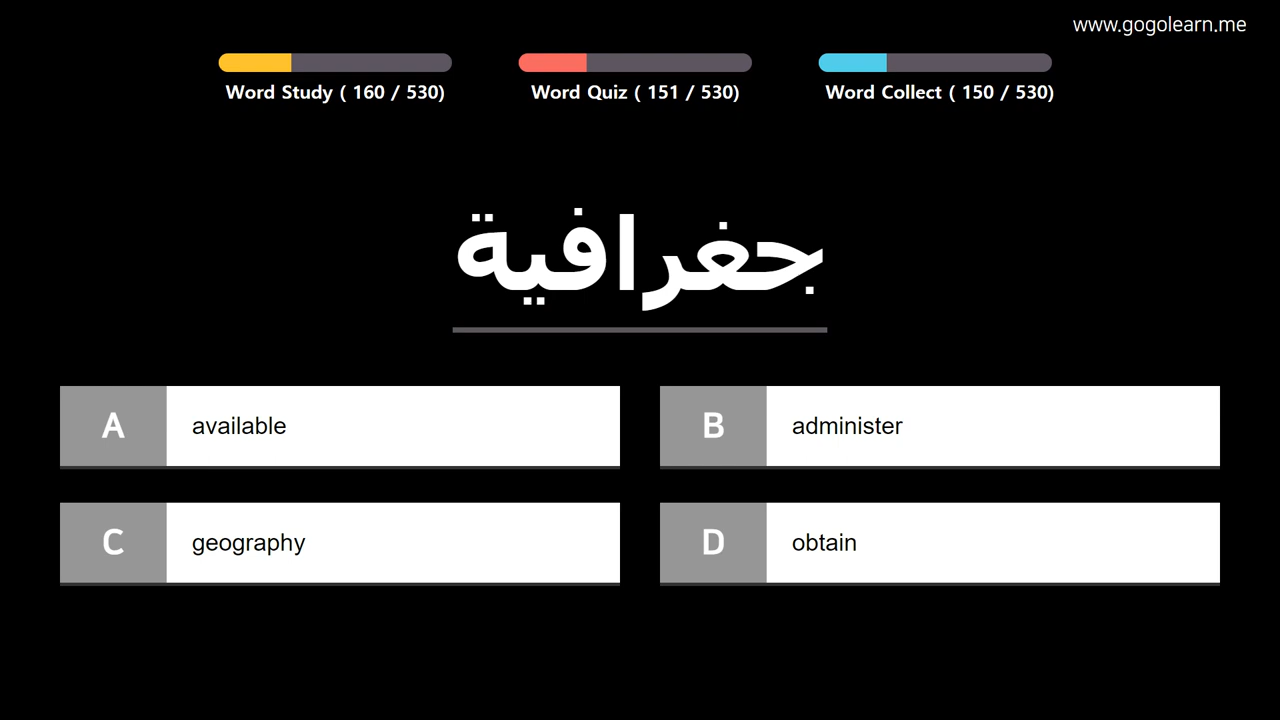 www.gogolearn.me
Word Study ( 160 / 530)
Word Quiz ( 151 / 530)
Word Collect ( 150 / 530)
جغرافية
A available
B administer
C geography
D obtain